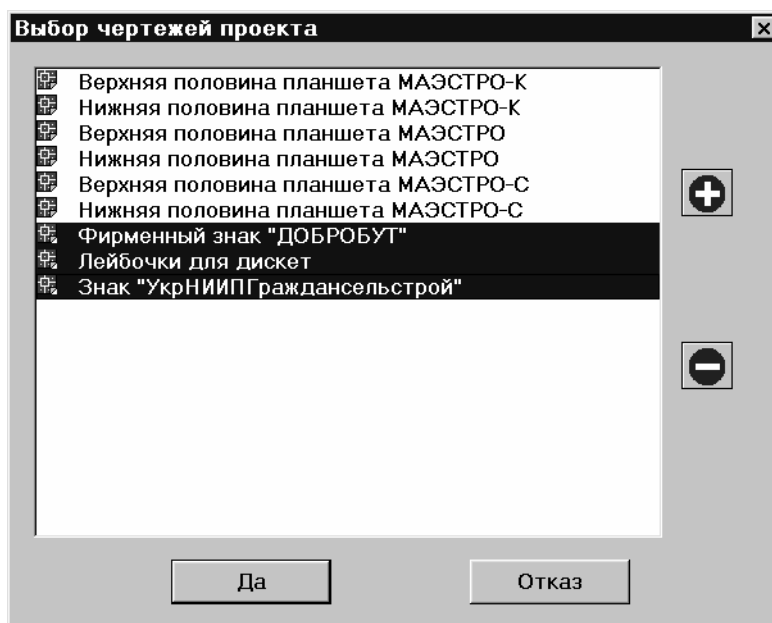 Выбор чертежей проекта
Верхняя половина планшета МАЭСТРО-К
Нижняя половина планшета МАЭСТРО-К
Верхняя половина планшета МАЭСТРО
Нижняя половина планшета МАЭСТРО
Верхняя половина планшета МАЭСТРО-С
Нижняя половина планшета МАЭСТРО-С
Фирменный знак "ДОБРОБУТ"
Лейбочки для дискет
Знак "УкрНИИПГраждансельстрой"
Да
Отказ